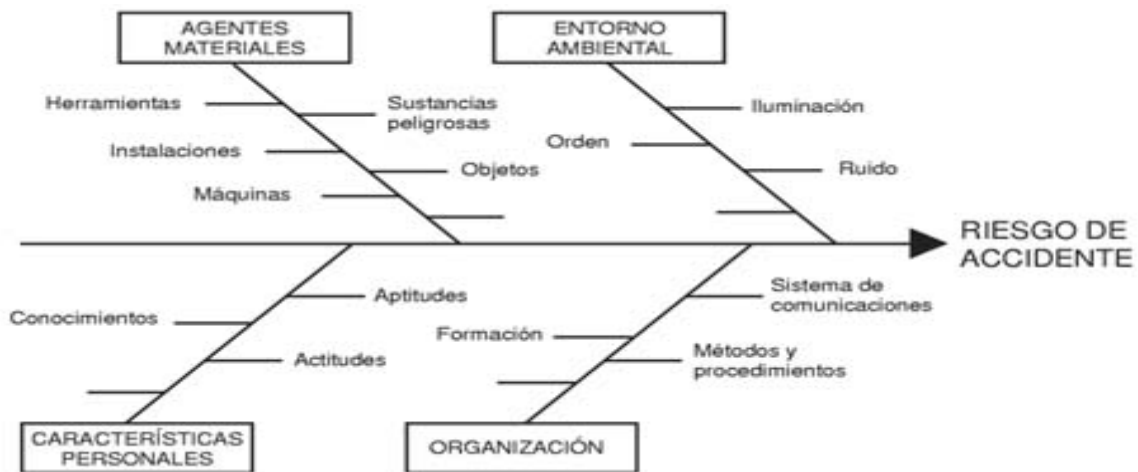 AGENTES
MATERIALES
ENTORNO
AMBIENTAL
Herramientas
Sustancias
peligrosas
Iluminación
Instalaciones
Orden
Objetos
Ruido
Máquinas
RIESGO DE
ACCIDENTE
Aptitudes
Sistema de
comunicaciones
Conocimientos
Formación
Actitudes
Métodos y
procedimientos
CARACTERÍSTICAS
PERSONALES
ORGANIZACIÓN